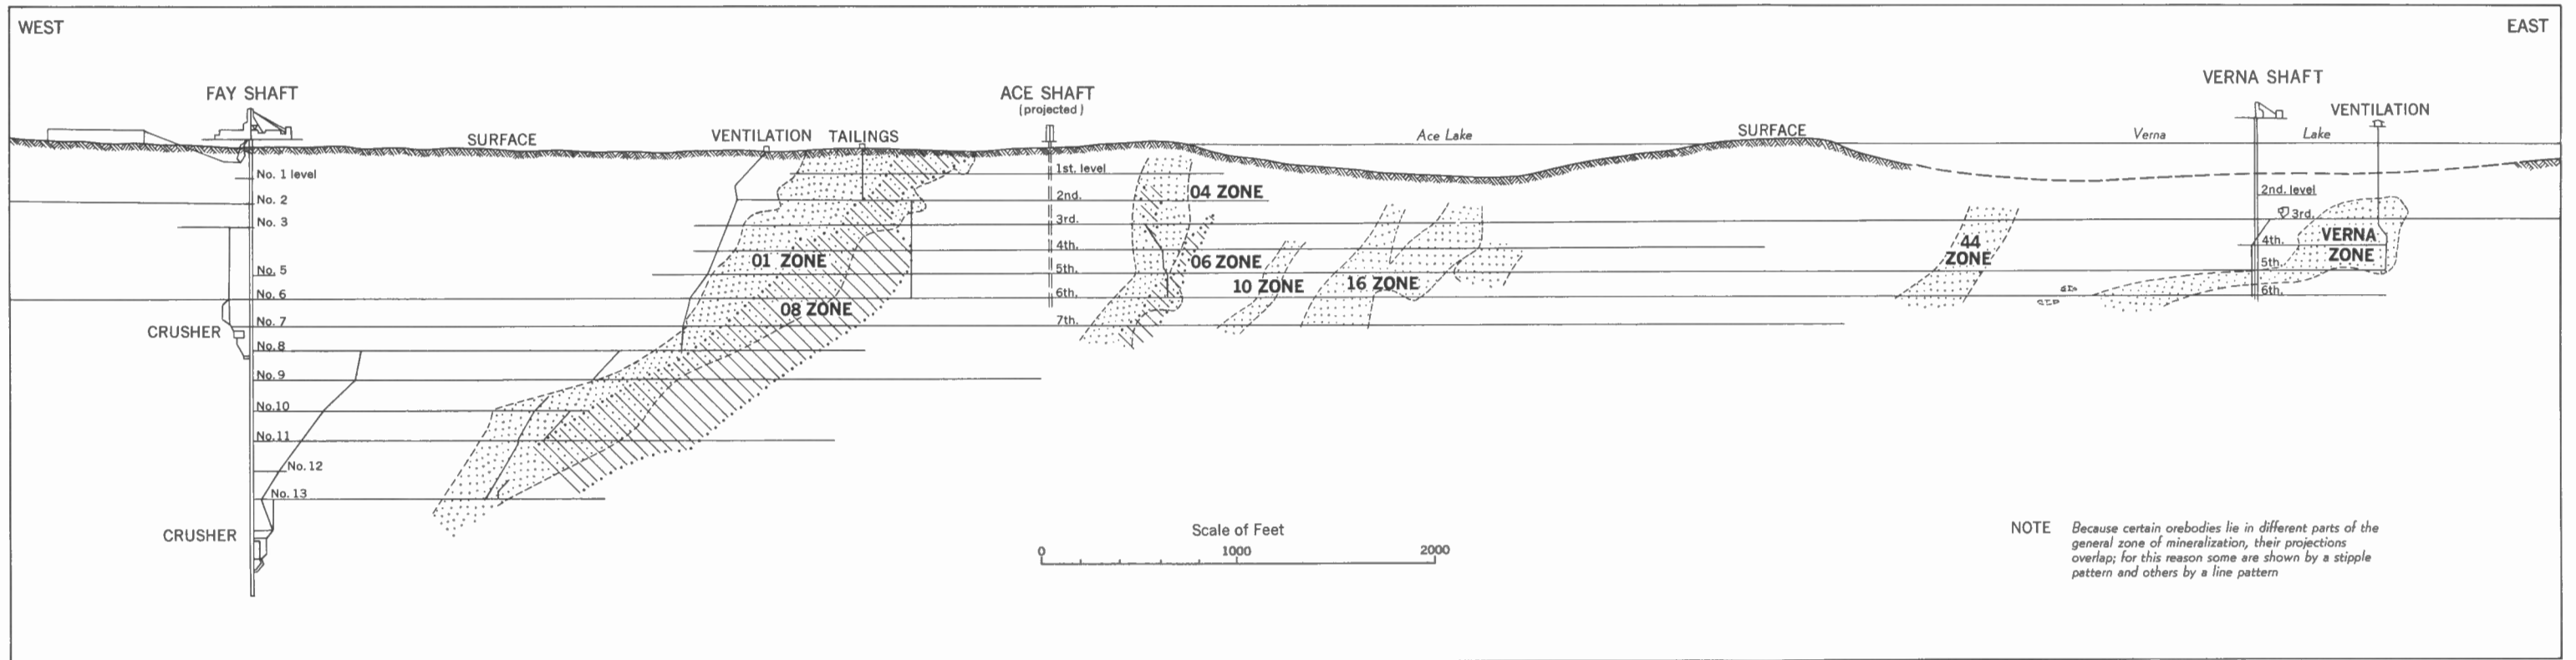 WEST
EAST
FAY SHAFT
ACE SHAFT
(projected)
VERNA SHAFT
VENTILATION
SURFACE
VENTILATION
TAILINGS
Ace Lake
SURFACE
Verna
Lake
No. 1 level
No. 2
No. 3
No. 5
No. 6
No. 7
No. 8
No. 9
No. 10
No. 11
No. 12
No. 13
CRUSHER
CRUSHER
01 ZONE
08 ZONE
1st. level
2nd.
3rd.
4th.
5th.
6th.
7th.
04 ZONE
06 ZONE
10 ZONE
16 ZONE
44
ZONE
2nd. level
3rd.
4th.
5th.
6th.
VERNA
ZONE
Scale of Feet
0
1000
2000
NOTE
Because certain orebodies lie in different parts of the
general zone of mineralization, their projections
overlap; for this reason some are shown by a stipple
pattern and others by a line pattern